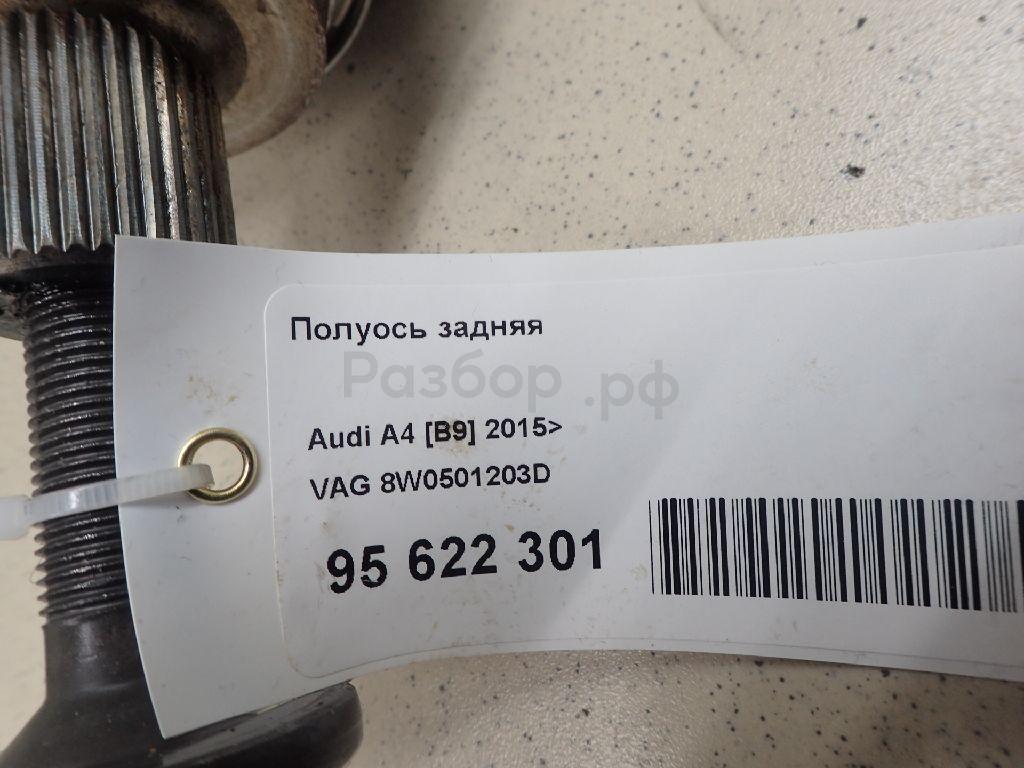 Полуось задняя
Разбор.рф
Audi A4 [B9] 2015>
VAG 8W0501203D
95 622 301